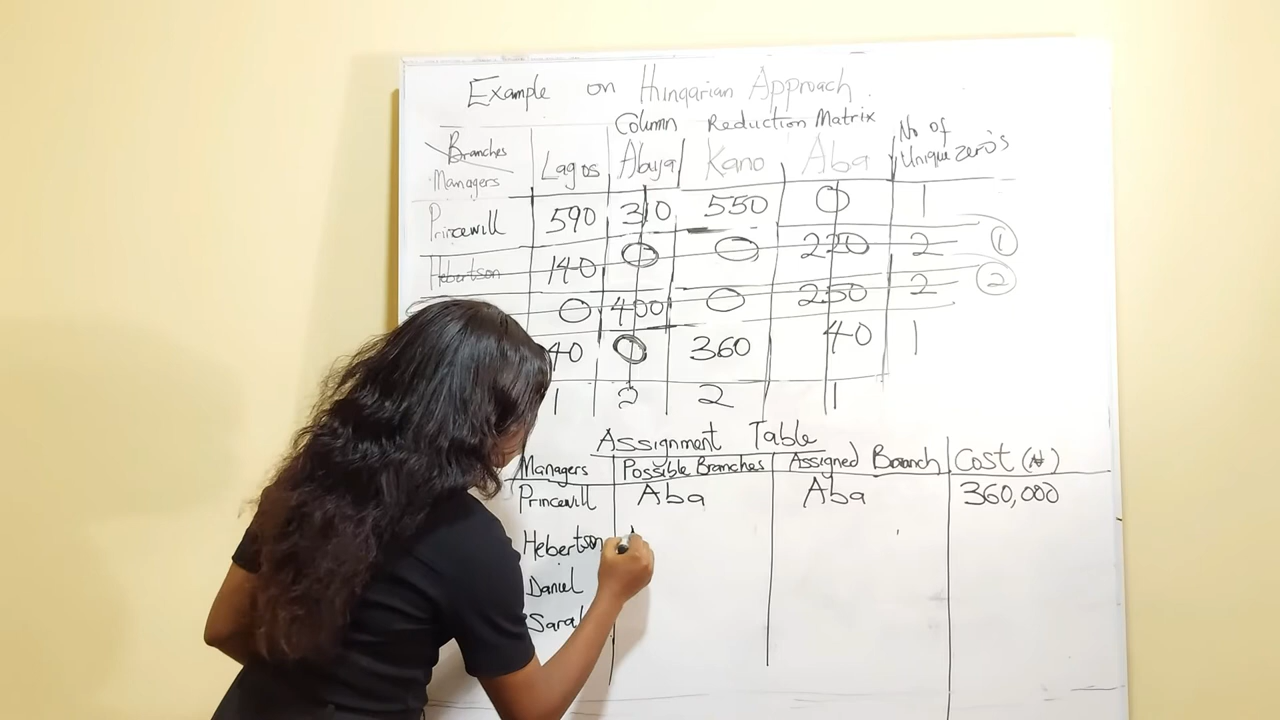 Example on Hungarian Approach.
Column Reduction Matrix
Branches
Managers
Lagos Abuja Kano Aba No of Unique zero's
Princewill 590 310 550 0 1
Hebertson 140 0 0 220 2 1
0 400 0 250 2 2
40 0 360 40 1
1 2 2 1
Assignment Table
Managers Possible Branches Assigned Branch Cost (₦)
Princewill Aba Aba 360,000
Hebertson
Daniel
Sarah